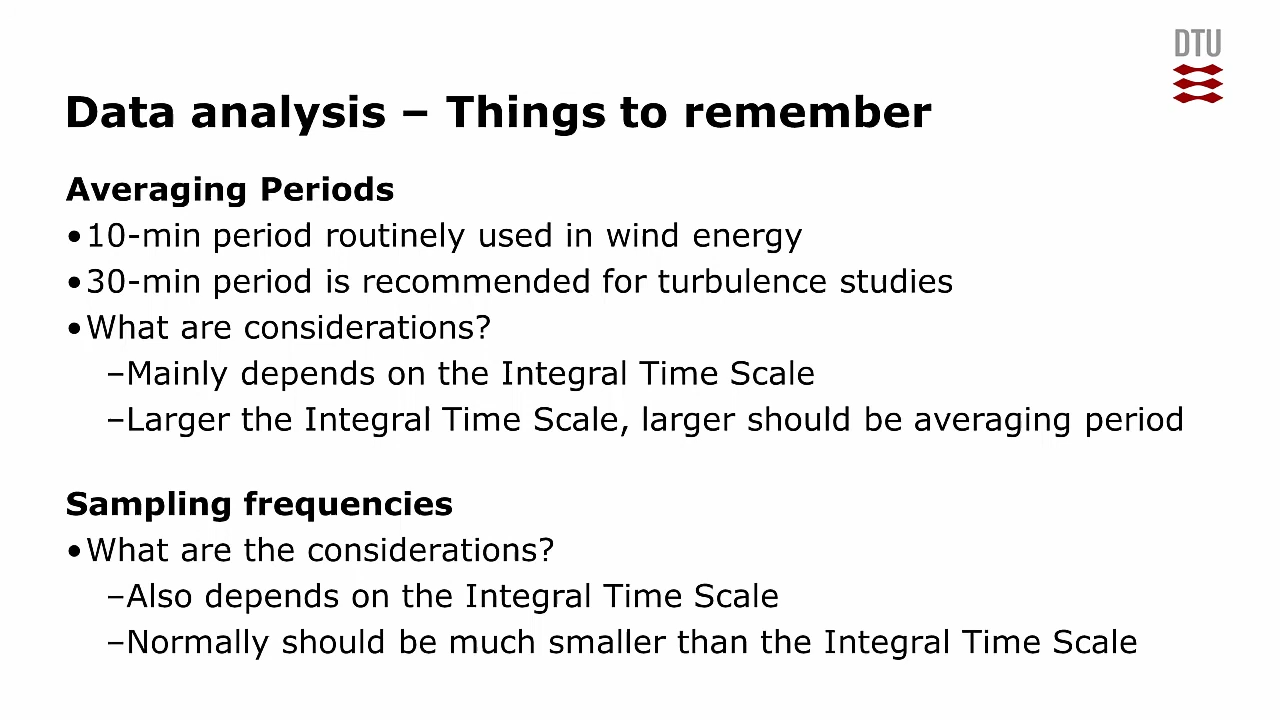 DTU
Data analysis – Things to remember
Averaging Periods
•10-min period routinely used in wind energy
•30-min period is recommended for turbulence studies
•What are considerations?
–Mainly depends on the Integral Time Scale
–Larger the Integral Time Scale, larger should be averaging period
Sampling frequencies
•What are the considerations?
–Also depends on the Integral Time Scale
–Normally should be much smaller than the Integral Time Scale